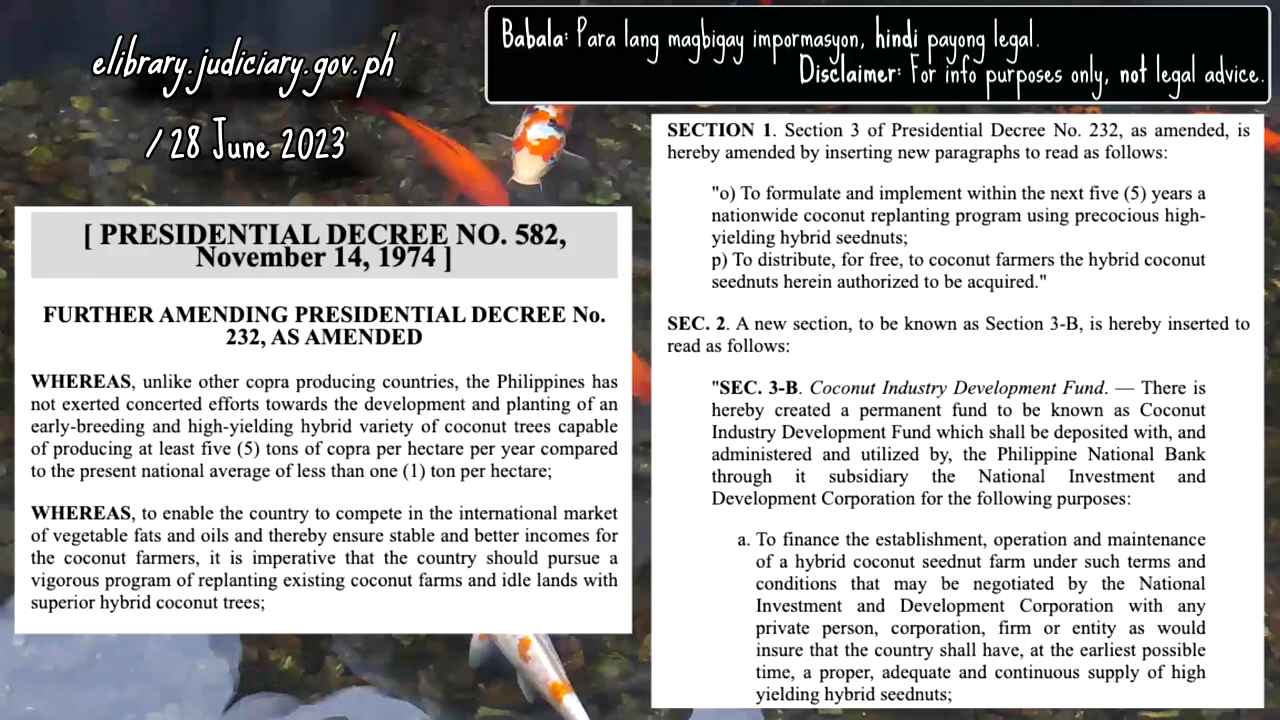 elibrary.judiciary.gov.ph
/ 28 June 2023
Babala: Para lang magbigay impormasyon, hindi payong legal.
Disclaimer: For info purposes only, not legal advice.
[ PRESIDENTIAL DECREE NO. 582,
November 14, 1974 ]
FURTHER AMENDING PRESIDENTIAL DECREE No.
232, AS AMENDED
WHEREAS, unlike other copra producing countries, the Philippines has
not exerted concerted efforts towards the development and planting of an
early-breeding and high-yielding hybrid variety of coconut trees capable
of producing at least five (5) tons of copra per hectare per year compared
to the present national average of less than one (1) ton per hectare;
WHEREAS, to enable the country to compete in the international market
of vegetable fats and oils and thereby ensure stable and better incomes for
the coconut farmers, it is imperative that the country should pursue a
vigorous program of replanting existing coconut farms and idle lands with
superior hybrid coconut trees;
SECTION 1. Section 3 of Presidential Decree No. 232, as amended, is
hereby amended by inserting new paragraphs to read as follows:
"o) To formulate and implement within the next five (5) years a
nationwide coconut replanting program using precocious high-
yielding hybrid seednuts;
p) To distribute, for free, to coconut farmers the hybrid coconut
seednuts herein authorized to be acquired."
SEC. 2. A new section, to be known as Section 3-B, is hereby inserted to
read as follows:
"SEC. 3-B. Coconut Industry Development Fund. — There is
hereby created a permanent fund to be known as Coconut
Industry Development Fund which shall be deposited with, and
administered and utilized by, the Philippine National Bank
through it subsidiary the National Investment and
Development Corporation for the following purposes:
a. To finance the establishment, operation and maintenance
of a hybrid coconut seednut farm under such terms and
conditions that may be negotiated by the National
Investment and Development Corporation with any
private person, corporation, firm or entity as would
insure that the country shall have, at the earliest possible
time, a proper, adequate and continuous supply of high
yielding hybrid seednuts;